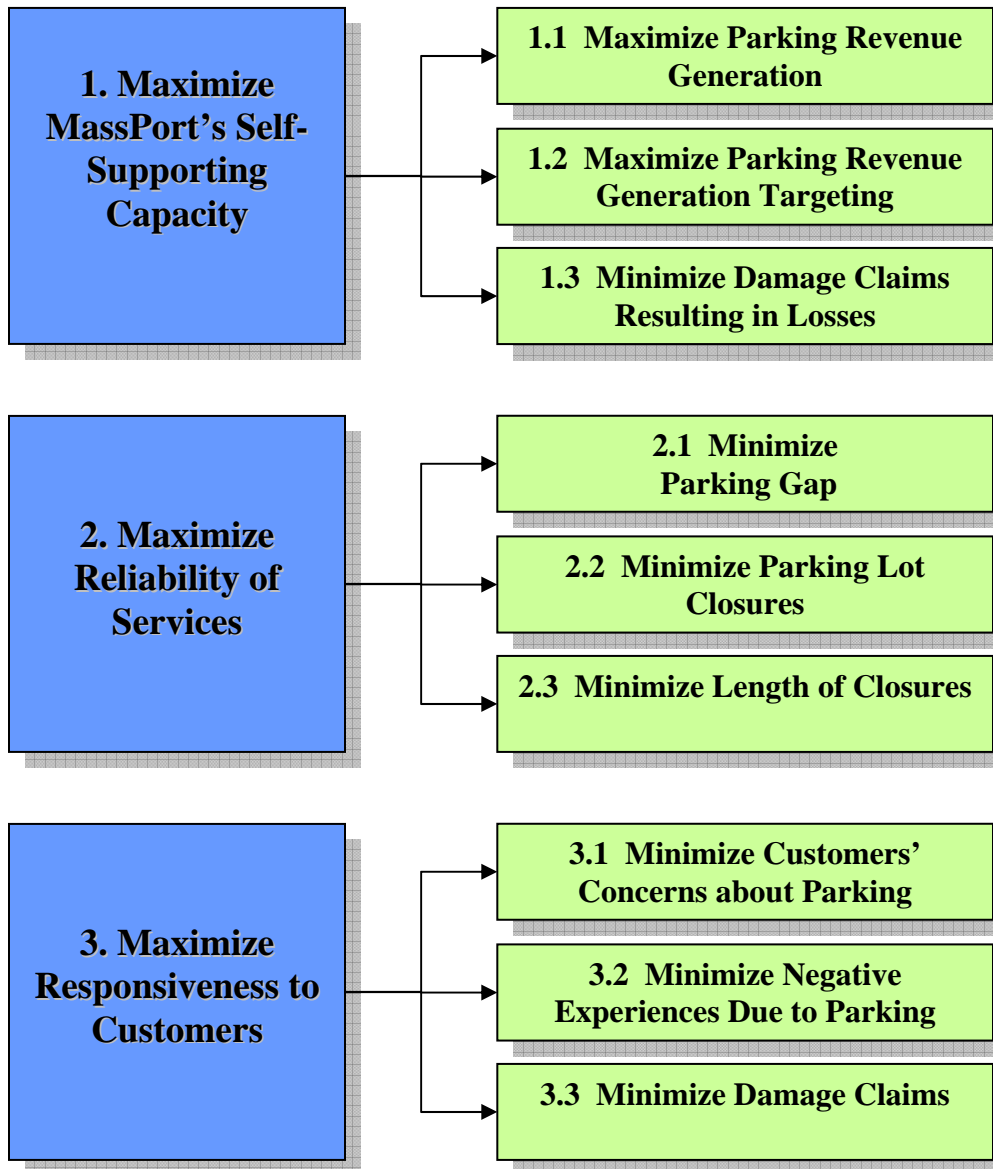 1. Maximize
MassPort's Self-
Supporting
Capacity
1.1 Maximize Parking Revenue
Generation
1.2 Maximize Parking Revenue
Generation Targeting
1.3 Minimize Damage Claims
Resulting in Losses
2. Maximize
Reliability of
Services
2.1 Minimize
Parking Gap
2.2 Minimize Parking Lot
Closures
2.3 Minimize Length of Closures
3. Maximize
Responsiveness to
Customers
3.1 Minimize Customers'
Concerns about Parking
3.2 Minimize Negative
Experiences Due to Parking
3.3 Minimize Damage Claims